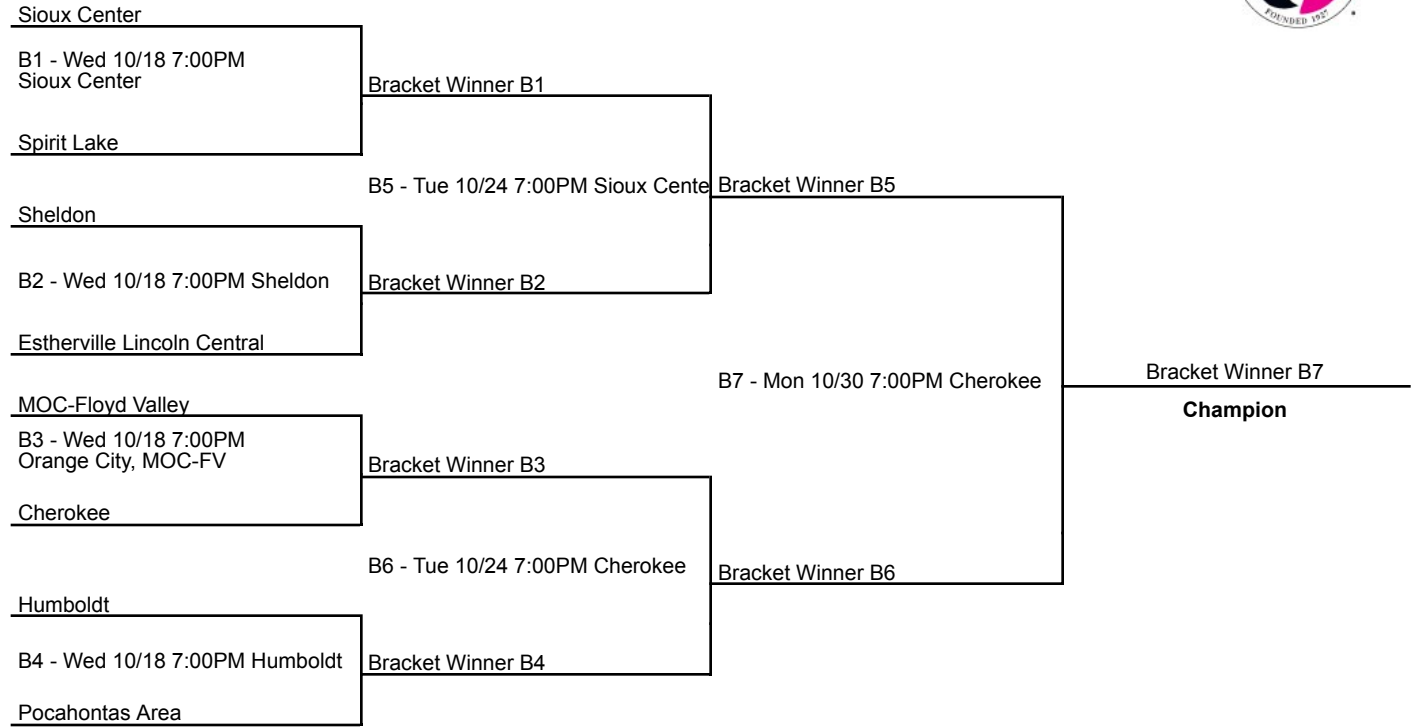 Sioux Center
B1 - Wed 10/18 7:00PM
Sioux Center
Bracket Winner B1
Spirit Lake
B5 - Tue 10/24 7:00PM Sioux Cente
Bracket Winner B5
Sheldon
B2 - Wed 10/18 7:00PM Sheldon
Bracket Winner B2
Estherville Lincoln Central
B7 - Mon 10/30 7:00PM Cherokee
Bracket Winner B7
Champion
MOC-Floyd Valley
B3 - Wed 10/18 7:00PM
Orange City, MOC-FV
Bracket Winner B3
Cherokee
B6 - Tue 10/24 7:00PM Cherokee
Bracket Winner B6
Humboldt
B4 - Wed 10/18 7:00PM Humboldt
Bracket Winner B4
Pocahontas Area
FOUNDED 1927